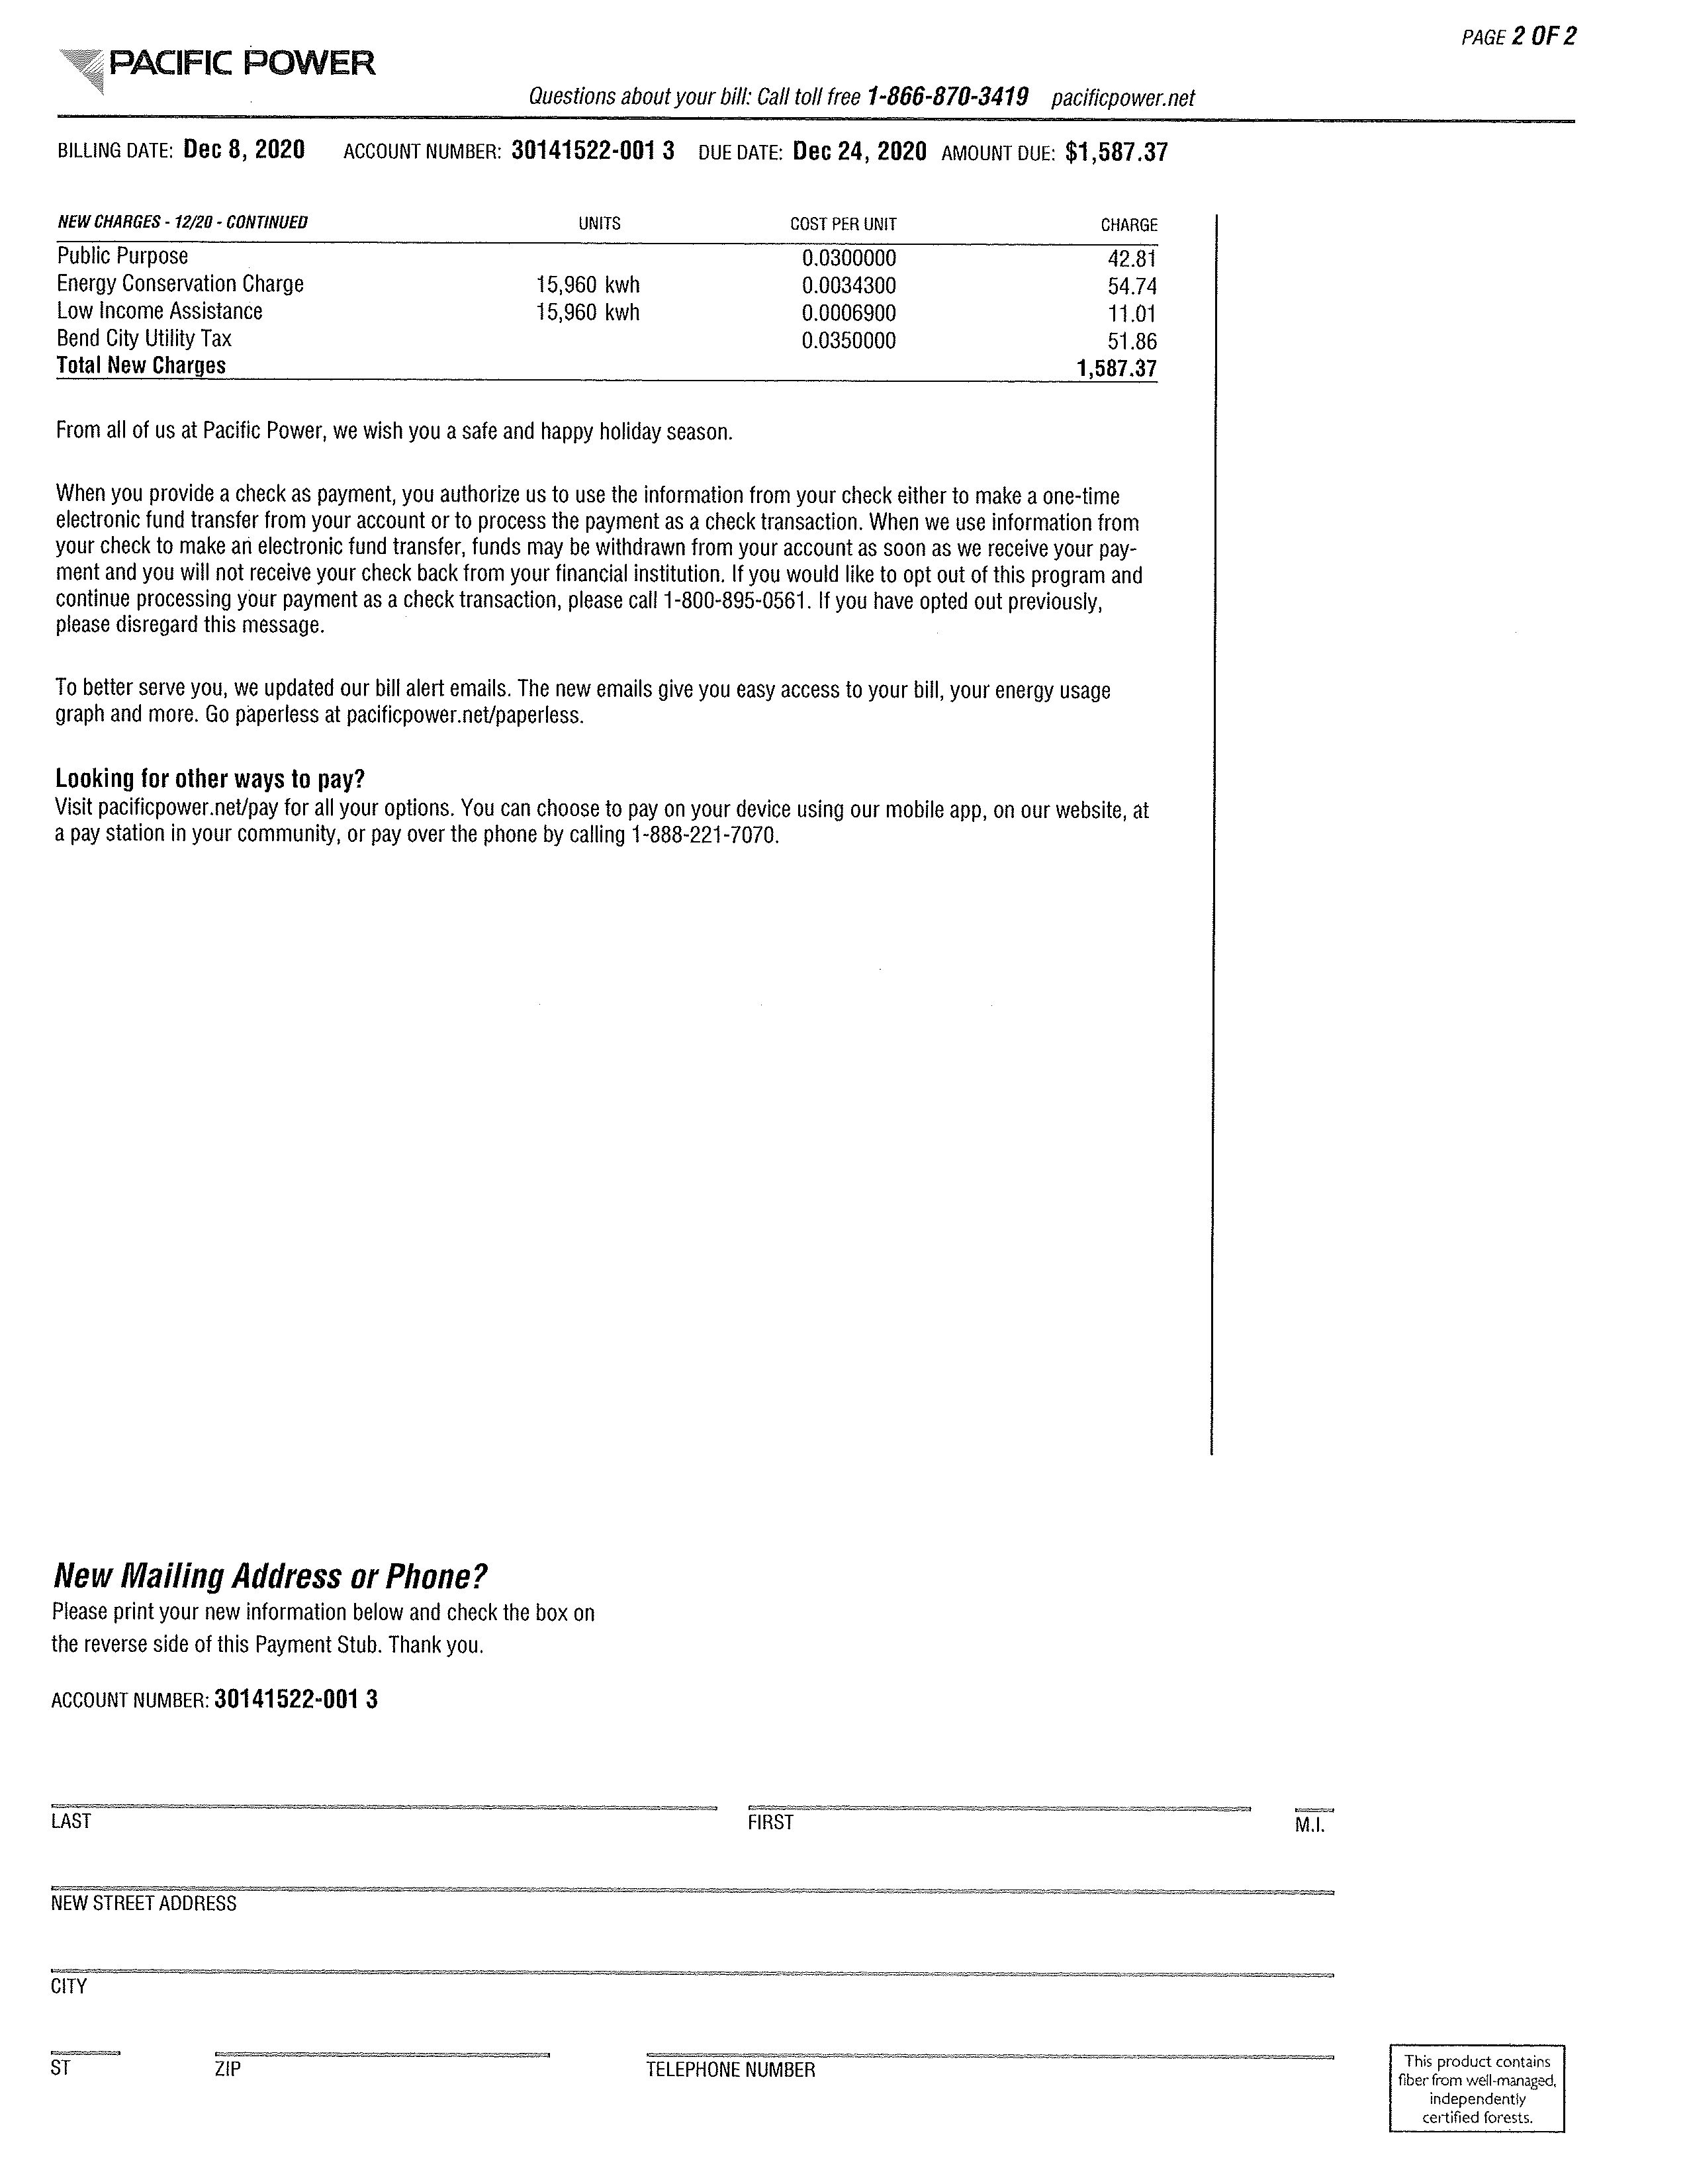 PAGE 2 OF 2
PACIFIC POWER
Questions about your bill: Call toll free 1-866-870-3419 pacificpower.net
BILLING DATE: Dec 8, 2020 ACCOUNT NUMBER: 30141522-001 3 DUE DATE: Dec 24, 2020 AMOUNT DUE: $1,587.37
NEW CHARGES - 12/20 - CONTINUED UNITS COST PER UNIT CHARGE
Public Purpose 0.0300000 42.81
Energy Conservation Charge 15,960 kwh 0.0034300 54.74
Low Income Assistance 15,960 kwh 0.0006900 11.01
Bend City Utility Tax 0.0350000 51.86
Total New Charges 1,587.37
From all of us at Pacific Power, we wish you a safe and happy holiday season.
When you provide a check as payment, you authorize us to use the information from your check either to make a one-time
electronic fund transfer from your account or to process the payment as a check transaction. When we use information from
your check to make an electronic fund transfer, funds may be withdrawn from your account as soon as we receive your pay-
ment and you will not receive your check back from your financial institution. If you would like to opt out of this program and
continue processing your payment as a check transaction, please call 1-800-895-0561. If you have opted out previously,
please disregard this message.
To better serve you, we updated our bill alert emails. The new emails give you easy access to your bill, your energy usage
graph and more. Go paperless at pacificpower.net/paperless.
Looking for other ways to pay?
Visit pacificpower.net/pay for all your options. You can choose to pay on your device using our mobile app, on our website, at
a pay station in your community, or pay over the phone by calling 1-888-221-7070.
New Mailing Address or Phone?
Please print your new information below and check the box on
the reverse side of this Payment Stub. Thank you.
ACCOUNT NUMBER: 30141522-001 3
LAST FIRST M.I.
NEW STREET ADDRESS
CITY
ST ZIP TELEPHONE NUMBER
This product contains
fiber from well-managed,
independently
certified forests.